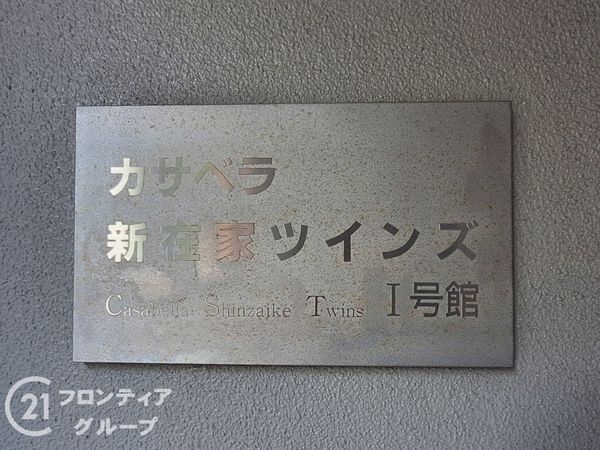 カサベラ
新在家ツインズ
Casabella Shinzaike Twins I号館
21 フロンティア
グループ